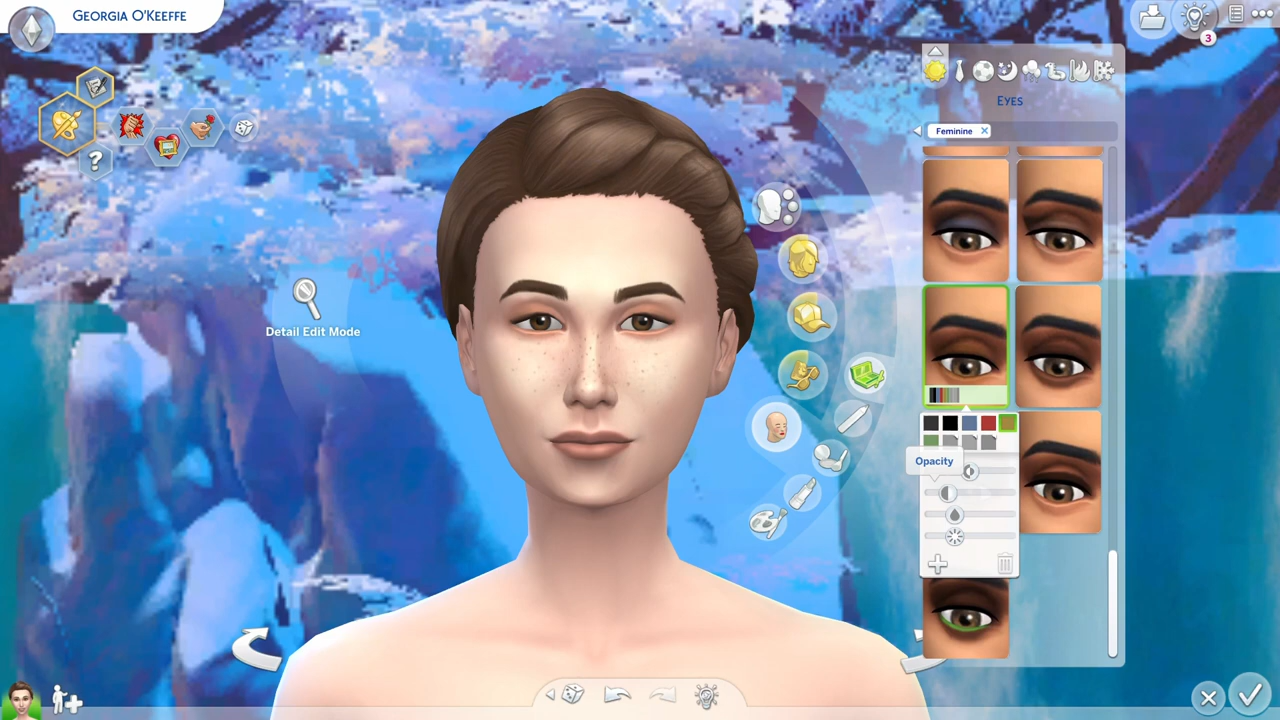 Georgia O'Keeffe
3
Eyes
Feminine
?
Detail Edit Mode
Opacity